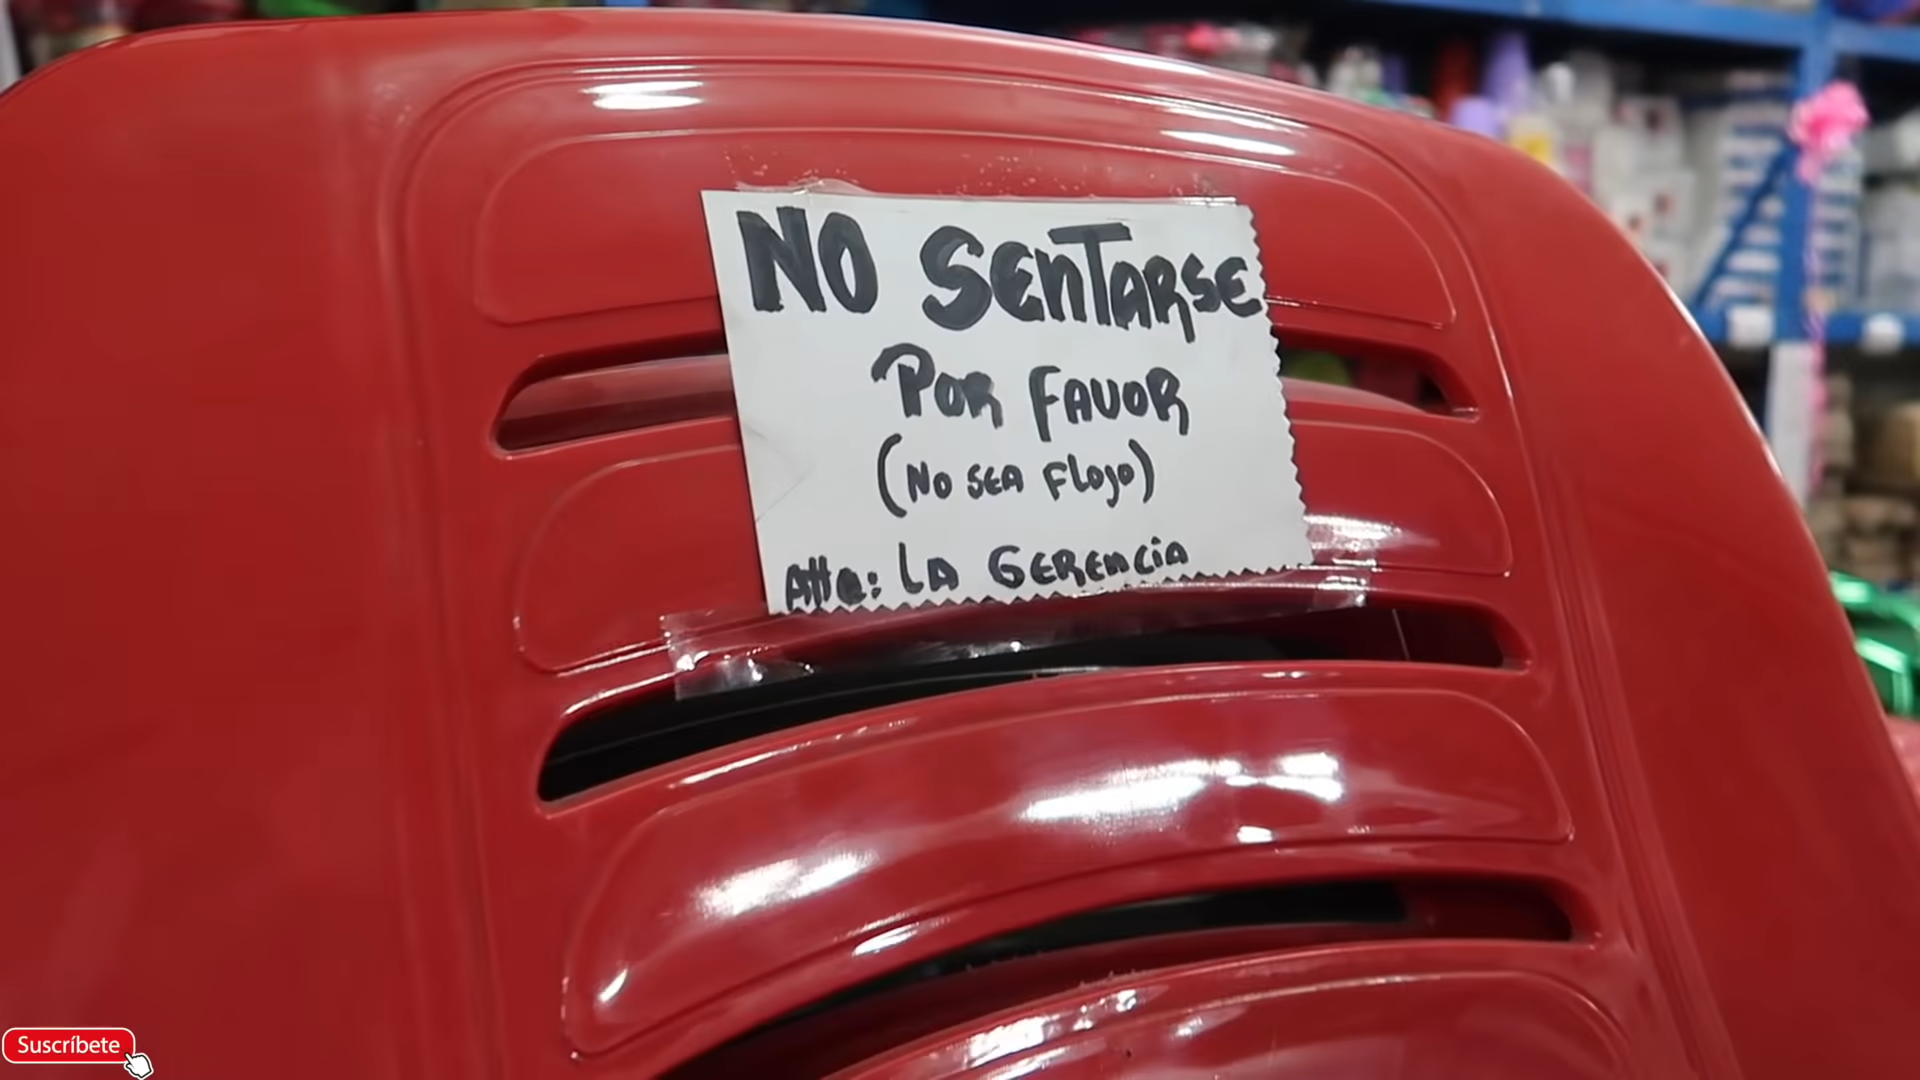 NO SENTARSE
POR FAVOR
(NO SEA FLOJO)
Atte: LA GERENCIA
Suscríbete